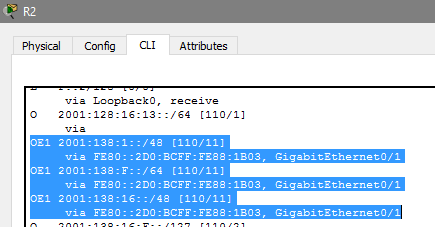 R2
Physical Config CLI Attributes
via Loopback0, receive
O 2001:128:16:13::/64 [110/1]
via
OE1 2001:138:1::/48 [110/11]
via FE80::2D0:BCFF:FE88:1B03, GigabitEthernet0/1
OE1 2001:138:F::/64 [110/11]
via FE80::2D0:BCFF:FE88:1B03, GigabitEthernet0/1
OE1 2001:138:16::/48 [110/11]
via FE80::2D0:BCFF:FE88:1B03, GigabitEthernet0/1